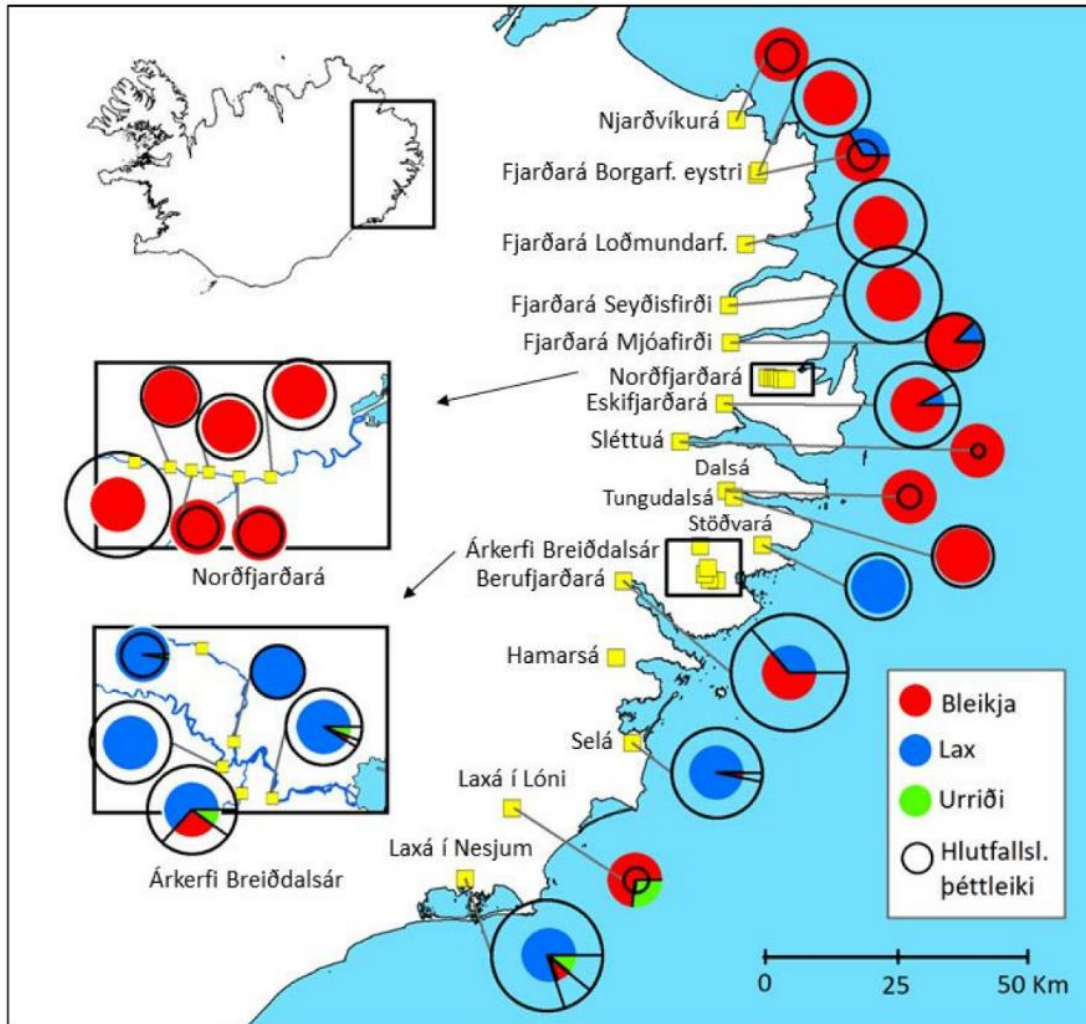 Njarðvíkurá
Fjarðará Borgarf. eystri
Fjarðará Loðmundarf.
Fjarðará Seyðisfirði
Fjarðará Mjóafirði
Norðfjarðará
Eskifjarðará
Sléttuá
Dalsá
Tungudalsá
Stöðvará
Árkerfi Breiðdalsár
Berufjarðará
Hamarsá
Selá
Laxá í Lóni
Laxá í Nesjum
Norðfjarðará
Árkerfi Breiðdalsár
Bleikja
Lax
Urriði
Hlutfallsl.
þéttleiki
0 25 50 Km